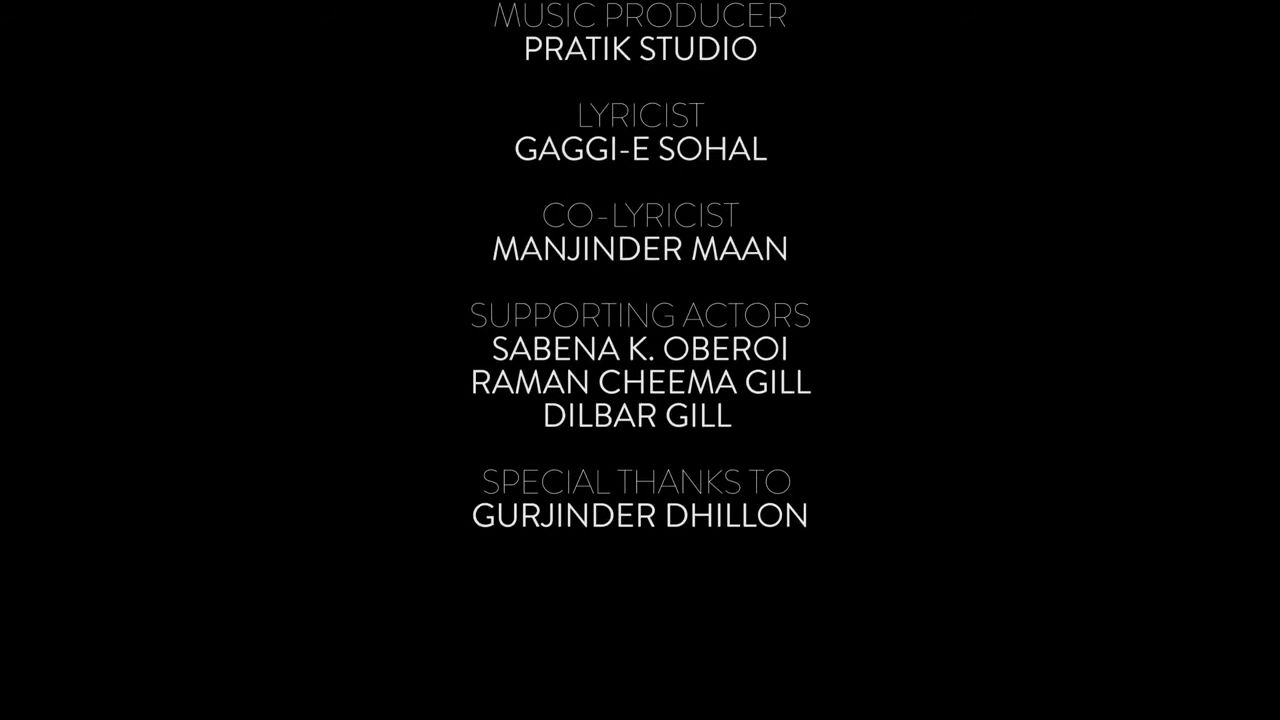 MUSIC PRODUCER
PRATIK STUDIO
LYRICIST
GAGGI-E SOHAL
CO-LYRICIST
MANJINDER MAAN
SUPPORTING ACTORS
SABENA K. OBEROI
RAMAN CHEEMA GILL
DILBAR GILL
SPECIAL THANKS TO
GURJINDER DHILLON